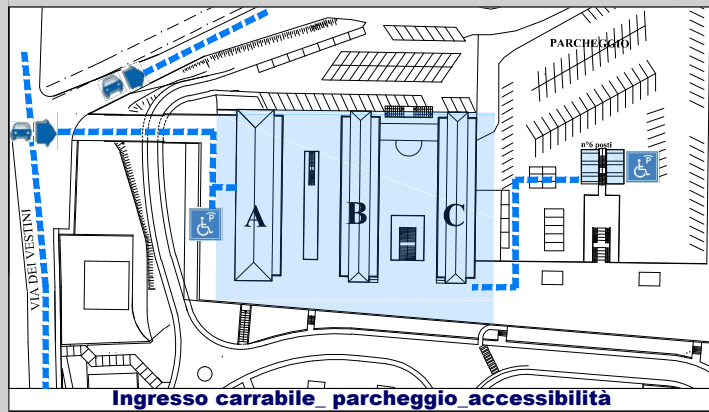 PARCHEGGIO
n°6 posti
P
P
A
B
C
VIA DEI VESTINI
Ingresso carrabile_ parcheggio_accessibilità